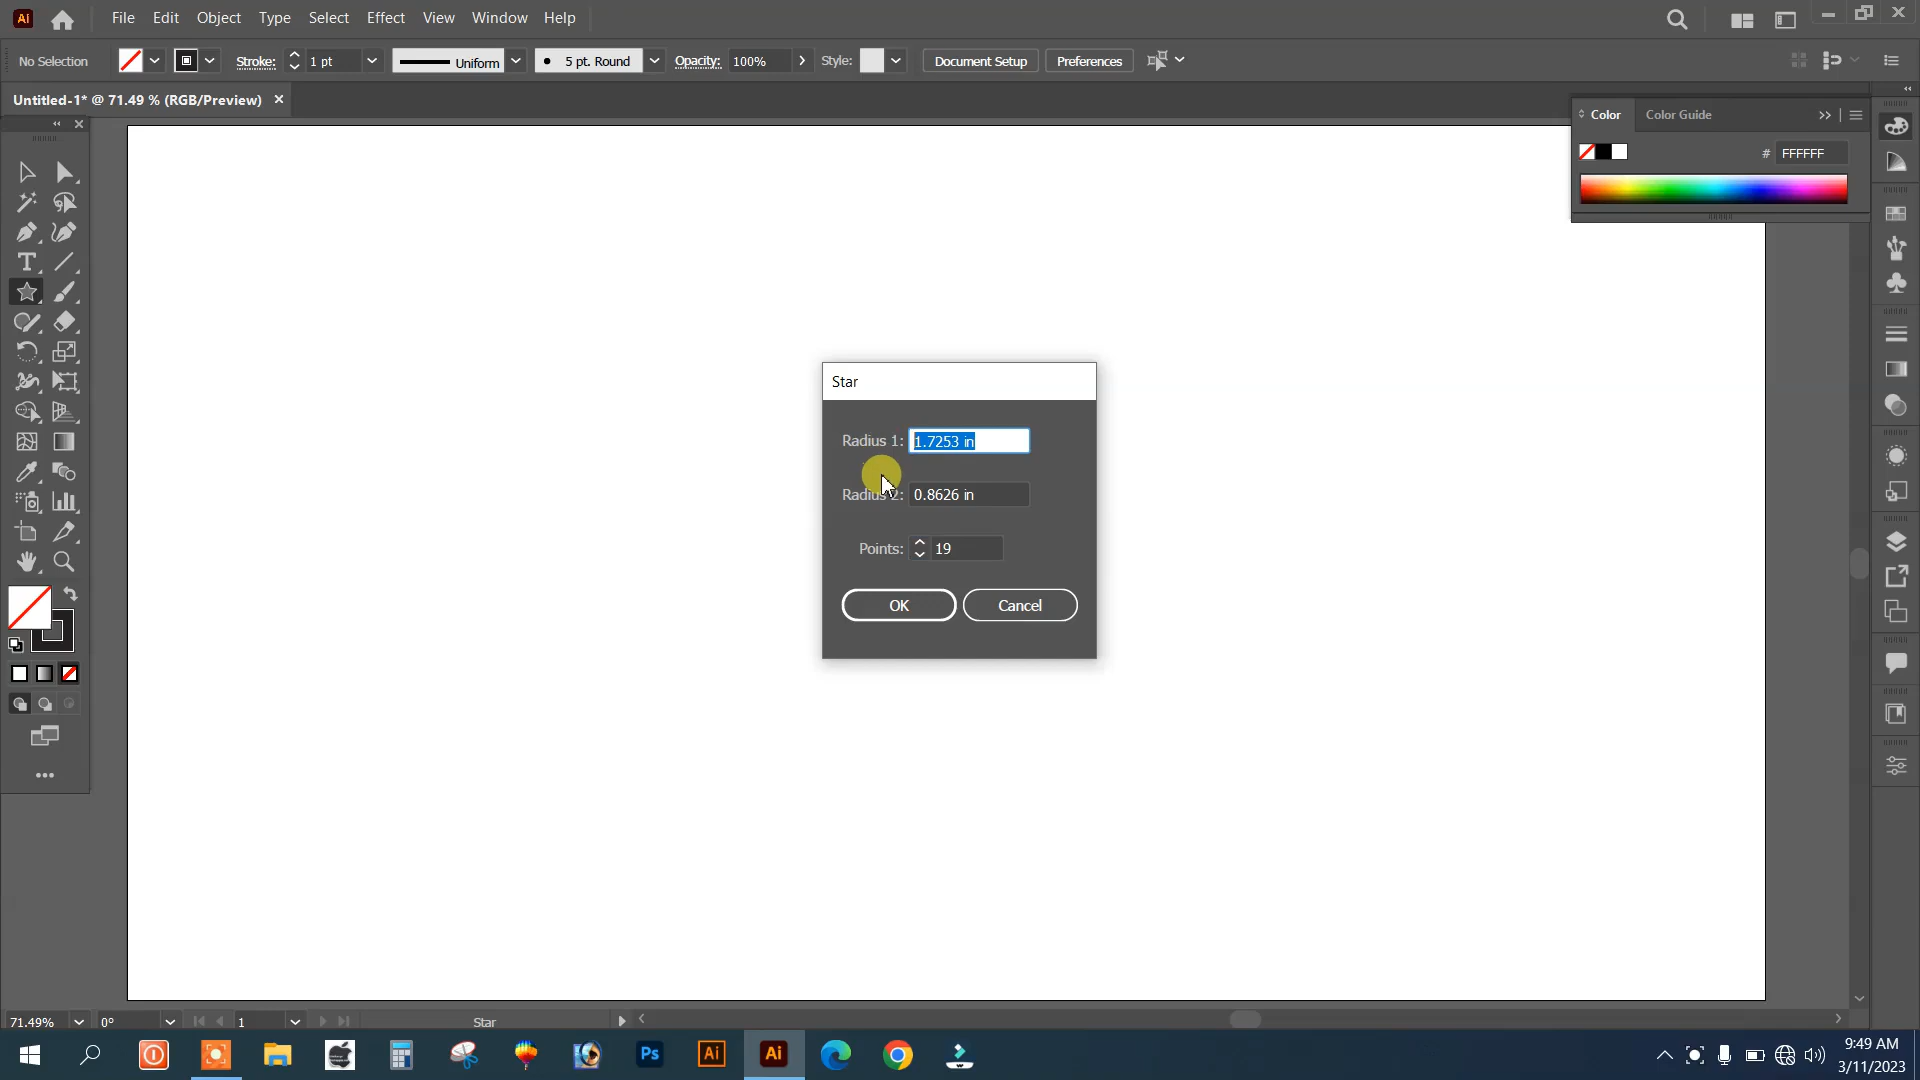 Ai File Edit Object Type Select Effect View Window Help
No Selection Stroke: 1 pt Uniform 5 pt. Round Opacity: 100% Style: Document Setup Preferences
Untitled-1* @ 71.49 % (RGB/Preview)
Color Color Guide
# FFFFFF
Star
Radius 1: 1.7253 in
Radius 2: 0.8626 in
Points: 19
OK Cancel
71.49% 0° 1 Star
Ps Ai Ai
9:49 AM
3/11/2023